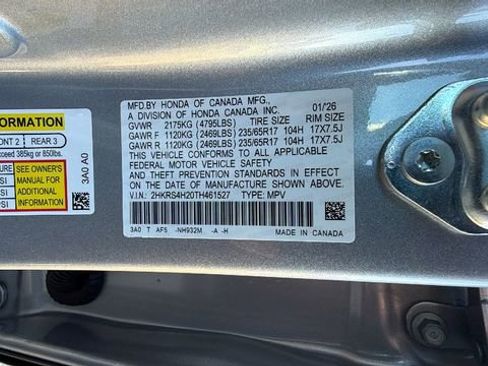 FORMATION
ONT 2 REAR 3
xceed 385kg or 850lbs.
SEE OWNER'S
MANUAL FOR
ADDITIONAL
INFORMATION
PSI
PSI
3A0 A0
MFD.BY HONDA OF CANADA MFG., 01/26
A DIVISION OF HONDA CANADA INC.
GVWR 2175KG (4795LBS) TIRE SIZE RIM SIZE
GAWR F 1120KG (2469LBS) 235/65R17 104H 17X7.5J
GAWR R 1120KG (2469LBS) 235/65R17 104H 17X7.5J
THIS VEHICLE CONFORMS TO ALL APPLICABLE
FEDERAL MOTOR VEHICLE SAFETY
AND THEFT PREVENTION STANDARDS IN EFFECT ON THE DATE
OF MANUFACTURE SHOWN ABOVE.
V.I.N.: 2HKRS4H20TH461527 TYPE: MPV
3A0 T AF5 -NH932M -A -H MADE IN CANADA